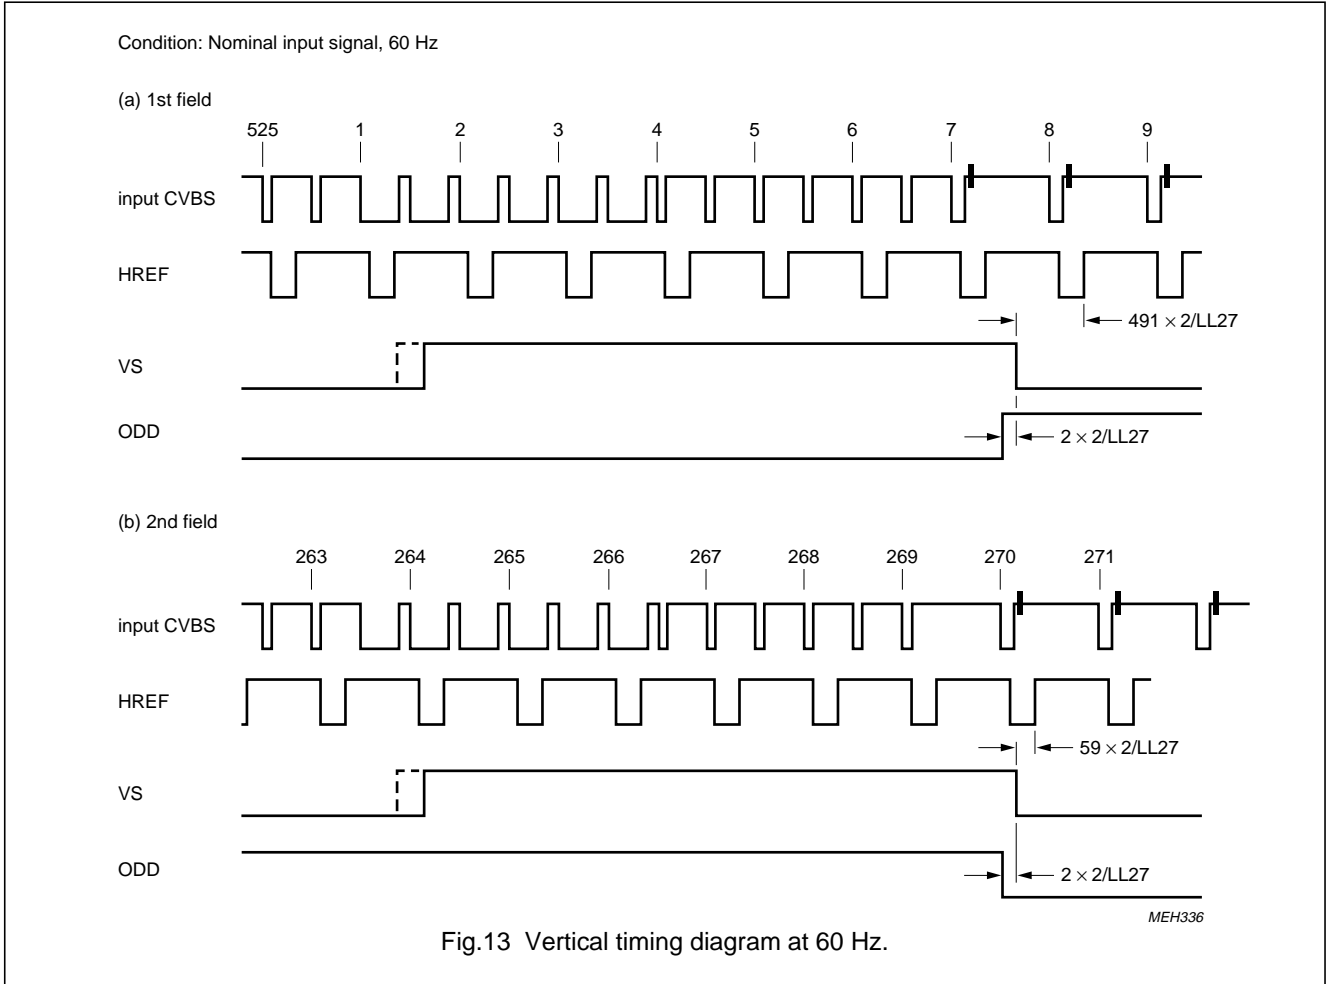 Condition: Nominal input signal, 60 Hz
(a) 1st field
525 1 2 3 4 5 6 7 8 9
input CVBS
HREF
491 × 2/LL27
VS
ODD
2 × 2/LL27
(b) 2nd field
263 264 265 266 267 268 269 270 271
input CVBS
HREF
59 × 2/LL27
VS
ODD
2 × 2/LL27
MEH336
Fig.13 Vertical timing diagram at 60 Hz.